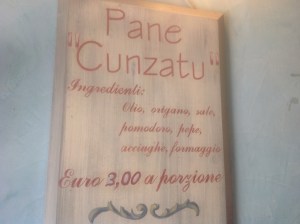 Pane
"Cunzatu"
Ingredienti:
Olio, origano, sale,
pomodoro, pepe,
acciughe, formaggio
Euro 3,00 a porzione